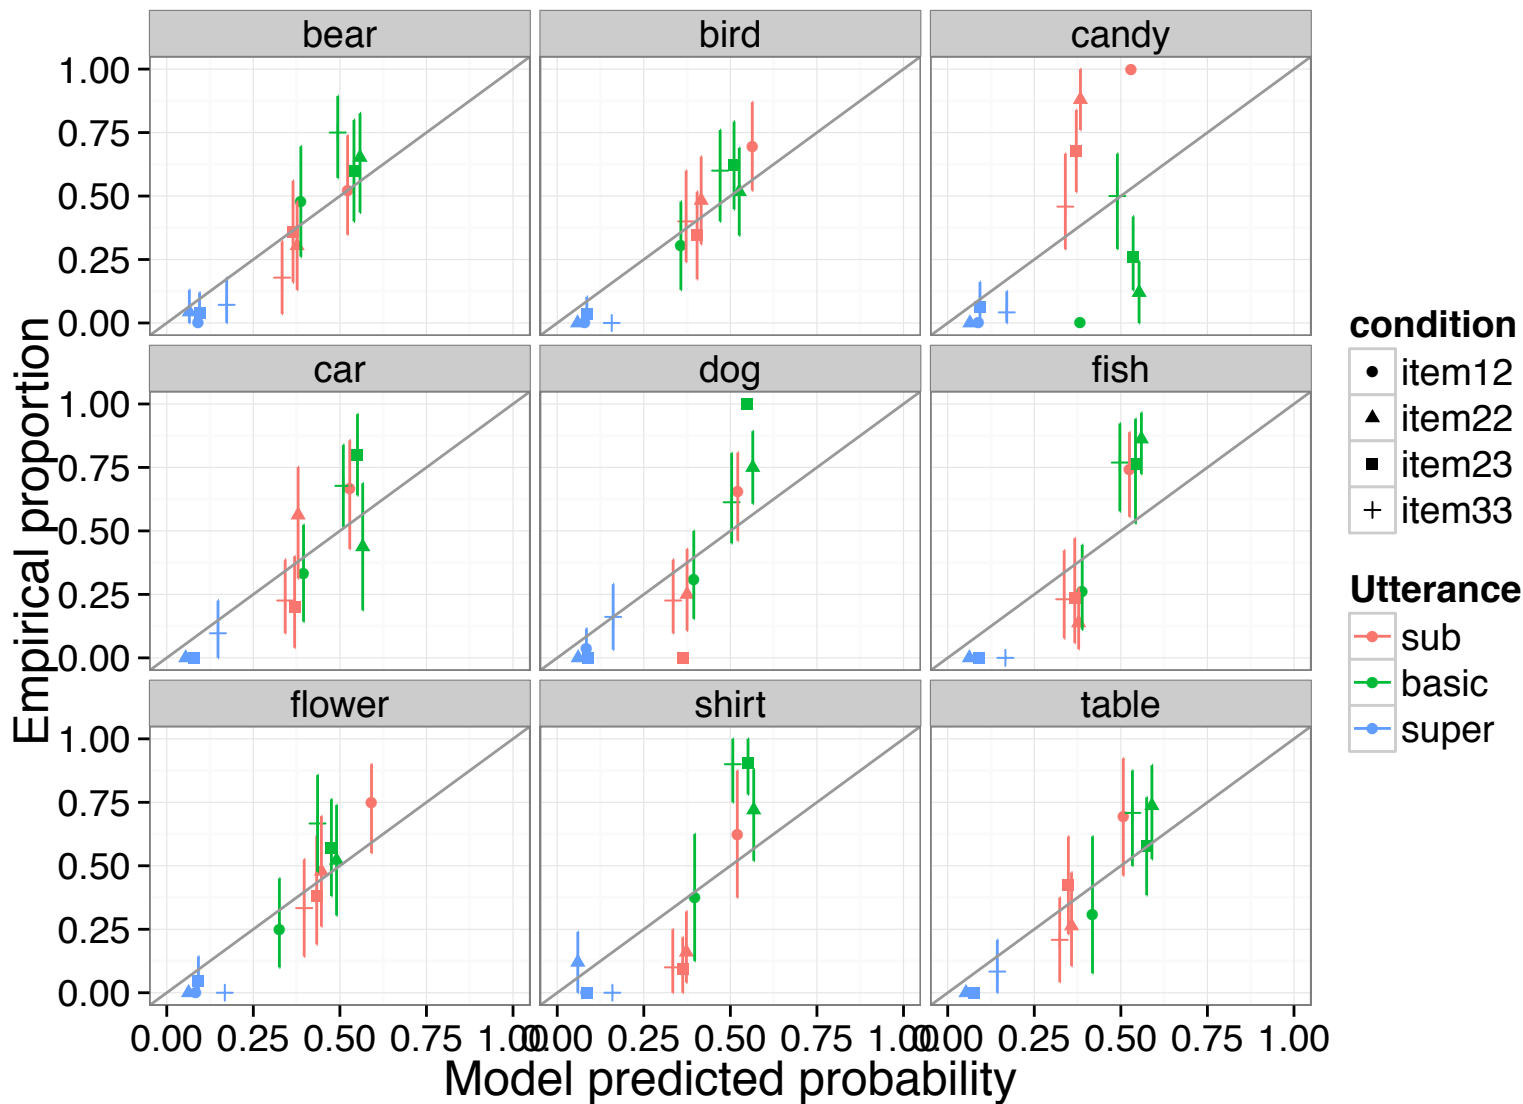 bear bird candy
1.00
0.75
0.50
0.25
0.00
car dog fish
1.00
0.75
0.50
0.25
0.00
flower shirt table
1.00
0.75
0.50
0.25
0.00
0.00 0.25 0.50 0.75 1.00 0.00 0.25 0.50 0.75 1.00 0.00 0.25 0.50 0.75 1.00
Model predicted probability
Empirical proportion
condition
item12
item22
item23
item33
Utterance
sub
basic
super